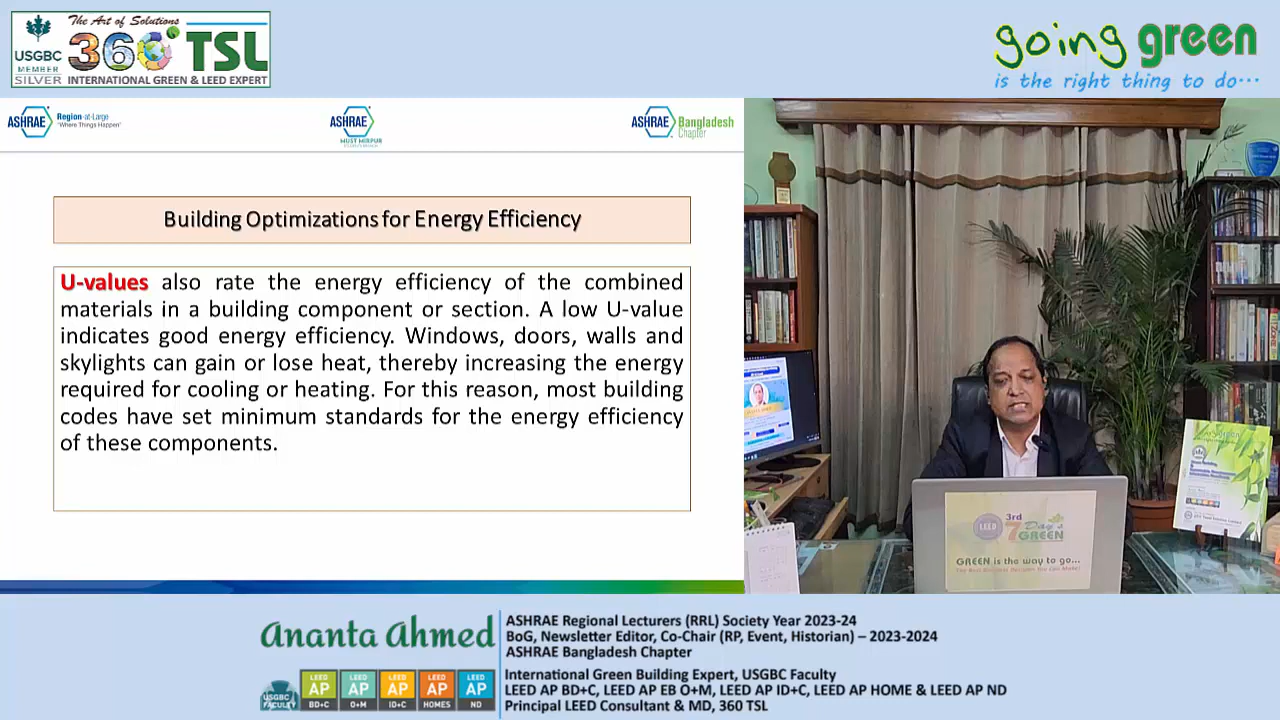 The Art of Solutions
USGBC
MEMBER
SILVER
360 TSL
INTERNATIONAL GREEN & LEED EXPERT
going green
is the right thing to do...
ASHRAE
Region-at-Large
"Where Things Happen"
ASHRAE
MUST MIRPUR
ASHRAE
Bangladesh
Chapter
Building Optimizations for Energy Efficiency
U-values also rate the energy efficiency of the combined
materials in a building component or section. A low U-value
indicates good energy efficiency. Windows, doors, walls and
skylights can gain or lose heat, thereby increasing the energy
required for cooling or heating. For this reason, most building
codes have set minimum standards for the energy efficiency
of these components.
LEED
3rd
7 Day's
GREEN
GREEN is the way to go...
Ananta Ahmed
USGBC
FACULTY
LEED
AP
BD+C
LEED
AP
O+M
LEED
AP
ID+C
LEED
AP
HOMES
LEED
AP
ND
ASHRAE Regional Lecturers (RRL) Society Year 2023-24
BoG, Newsletter Editor, Co-Chair (RP, Event, Historian) – 2023-2024
ASHRAE Bangladesh Chapter
International Green Building Expert, USGBC Faculty
LEED AP BD+C, LEED AP EB O+M, LEED AP ID+C, LEED AP HOME & LEED AP ND
Principal LEED Consultant & MD, 360 TSL